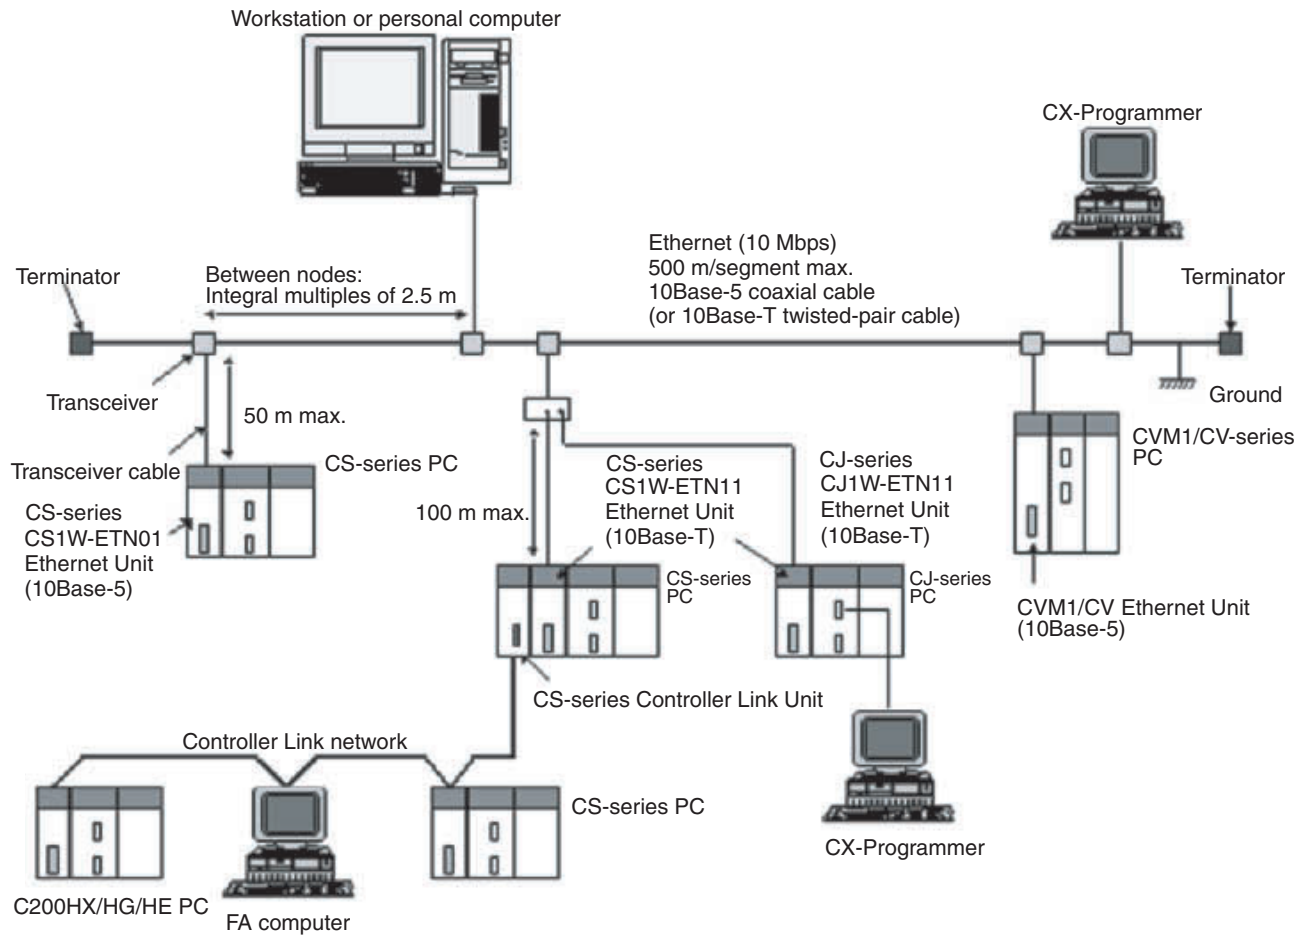 Workstation or personal computer
CX-Programmer
Ethernet (10 Mbps)
500 m/segment max.
10Base-5 coaxial cable
(or 10Base-T twisted-pair cable)
Terminator
Between nodes:
Integral multiples of 2.5 m
Terminator
Transceiver
50 m max.
Ground
Transceiver cable
CS-series PC
CS-series
CS1W-ETN01
Ethernet Unit
(10Base-5)
100 m max.
CS-series
CS1W-ETN11
Ethernet Unit
(10Base-T)
CJ-series
CJ1W-ETN11
Ethernet Unit
(10Base-T)
CVM1/CV-series
PC
CS-series
PC
CJ-series
PC
CVM1/CV Ethernet Unit
(10Base-5)
CS-series Controller Link Unit
Controller Link network
CS-series PC
CX-Programmer
C200HX/HG/HE PC
FA computer